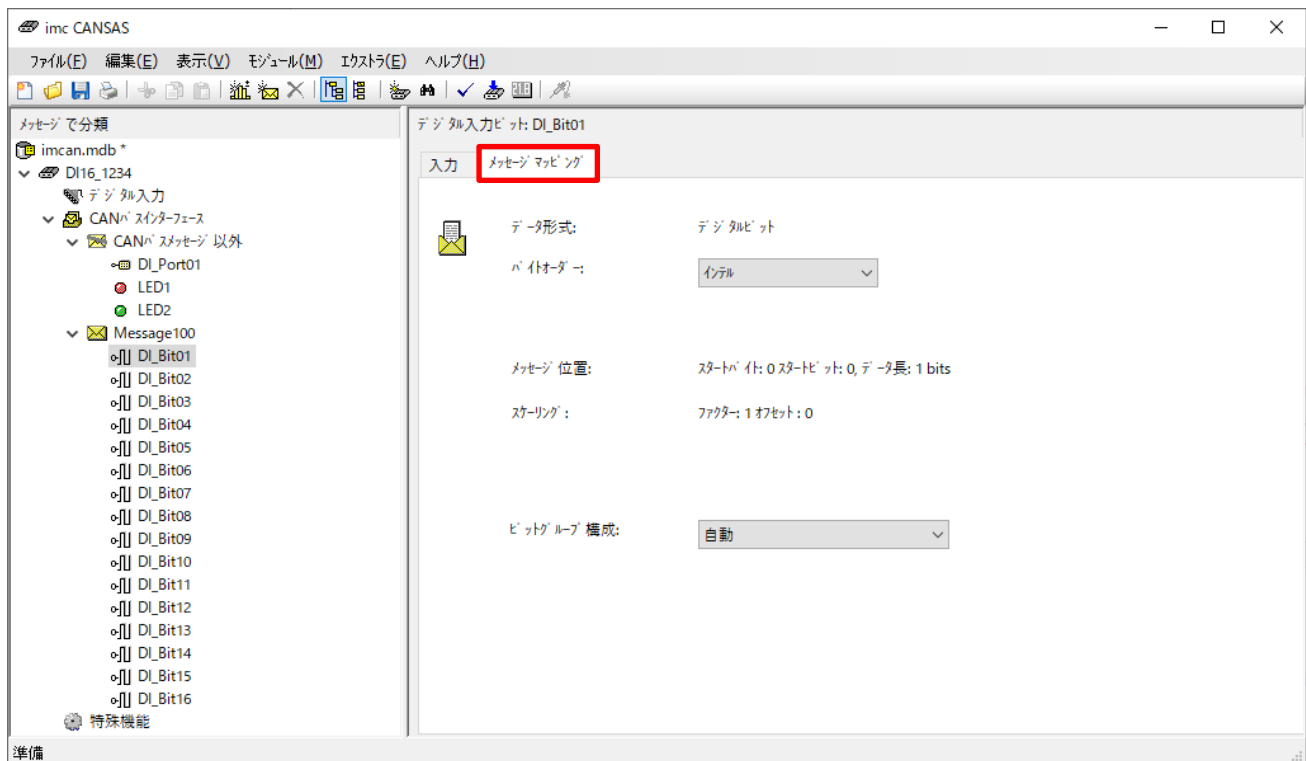 imc CANSAS
ファイル(F) 編集(E) 表示(V) モジュール(M) エクストラ(E) ヘルプ(H)
メッセージで分類
imcan.mdb *
DI16_1234
デジタル入力
CANバスインターフェース
CANバスメッセージ以外
DI_Port01
LED1
LED2
Message100
DI_Bit01
DI_Bit02
DI_Bit03
DI_Bit04
DI_Bit05
DI_Bit06
DI_Bit07
DI_Bit08
DI_Bit09
DI_Bit10
DI_Bit11
DI_Bit12
DI_Bit13
DI_Bit14
DI_Bit15
DI_Bit16
特殊機能
デジタル入力ビット: DI_Bit01
入力 メッセージマッピング
データ形式: デジタルビット
バイトオーダー: インテル
メッセージ位置: スタートバイト: 0 スタートビット: 0, データ長: 1 bits
スケーリング: ファクター: 1 オフセット: 0
ビットグループ構成: 自動
準備